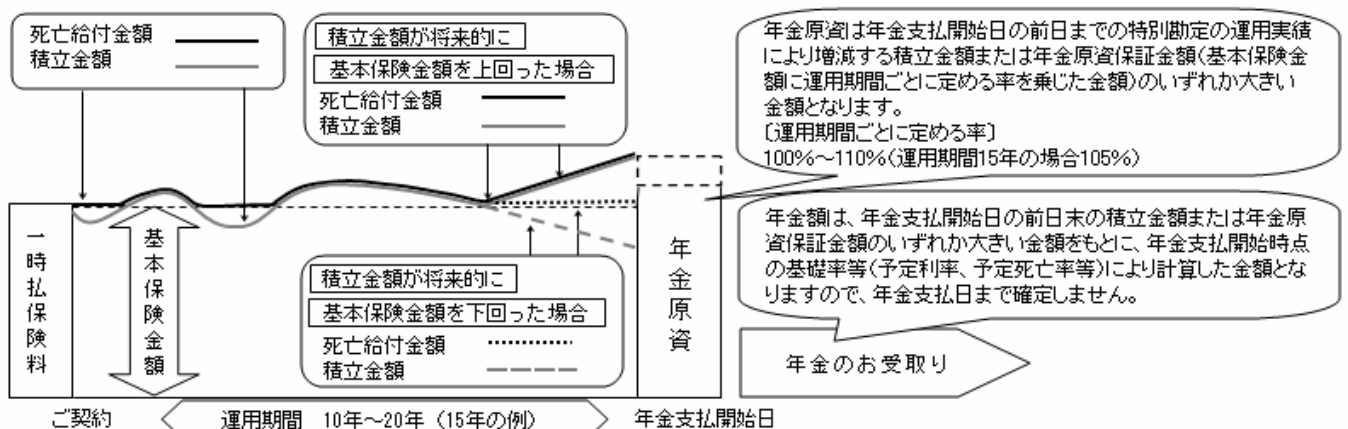 死亡給付金額
積立金額
積立金額が将来的に
基本保険金額を上回った場合
死亡給付金額
積立金額
年金原資は年金支払開始日の前日までの特別勘定の運用実績
により増減する積立金額または年金原資保証金額(基本保険金
額に運用期間ごとに定める率を乗じた金額)のいずれか大きい
金額となります。
〔運用期間ごとに定める率〕
100%～110%(運用期間15年の場合105%)
一時払保険料
基本保険金額
積立金額が将来的に
基本保険金額を下回った場合
死亡給付金額
積立金額
年金原資
年金額は、年金支払開始日の前日末の積立金額または年金原
資保証金額のいずれか大きい金額をもとに、年金支払開始時点
の基礎率等(予定利率、予定死亡率等)により計算した金額とな
りますので、年金支払日まで確定しません。
年金のお受取り
ご契約
運用期間 10年～20年 (15年の例)
年金支払開始日